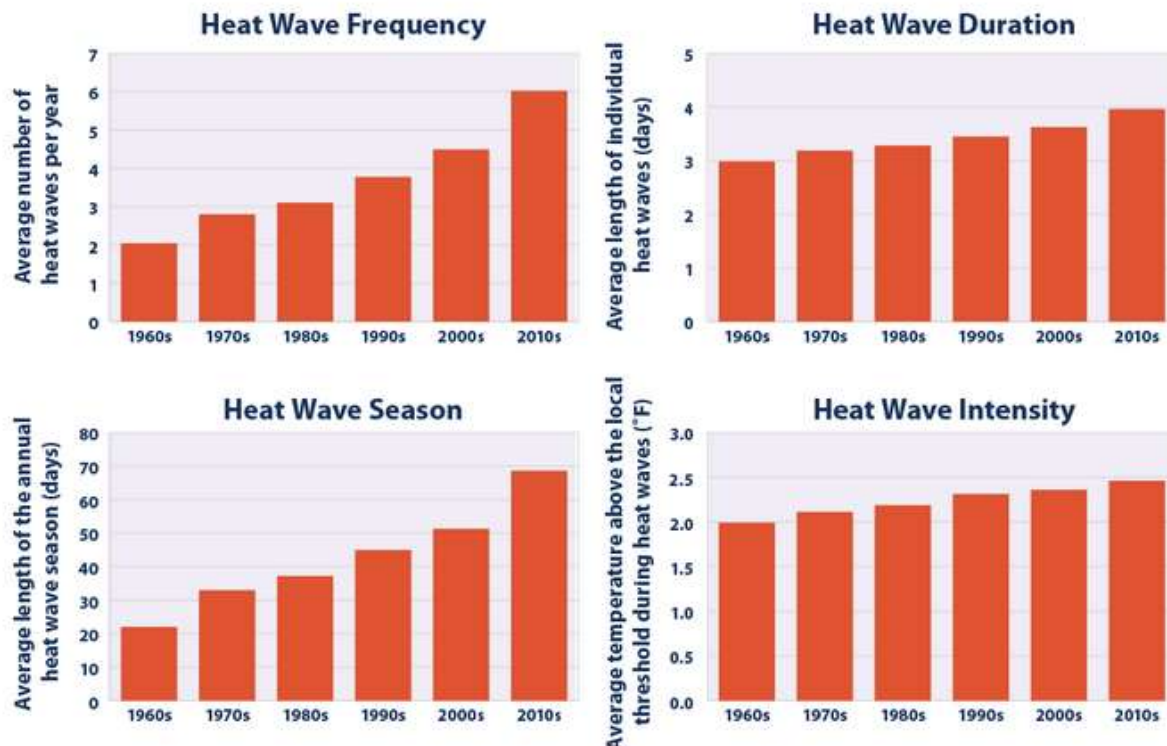 Heat Wave Frequency
Average number of
heat waves per year
7
6
5
4
3
2
1
0
1960s 1970s 1980s 1990s 2000s 2010s
Heat Wave Duration
Average length of individual
heat waves (days)
5
4
3
2
1
0
1960s 1970s 1980s 1990s 2000s 2010s
Heat Wave Season
Average length of the annual
heat wave season (days)
80
70
60
50
40
30
20
10
0
1960s 1970s 1980s 1990s 2000s 2010s
Heat Wave Intensity
Average temperature above the local
threshold during heat waves (°F)
3.0
2.5
2.0
1.5
1.0
0.5
0.0
1960s 1970s 1980s 1990s 2000s 2010s